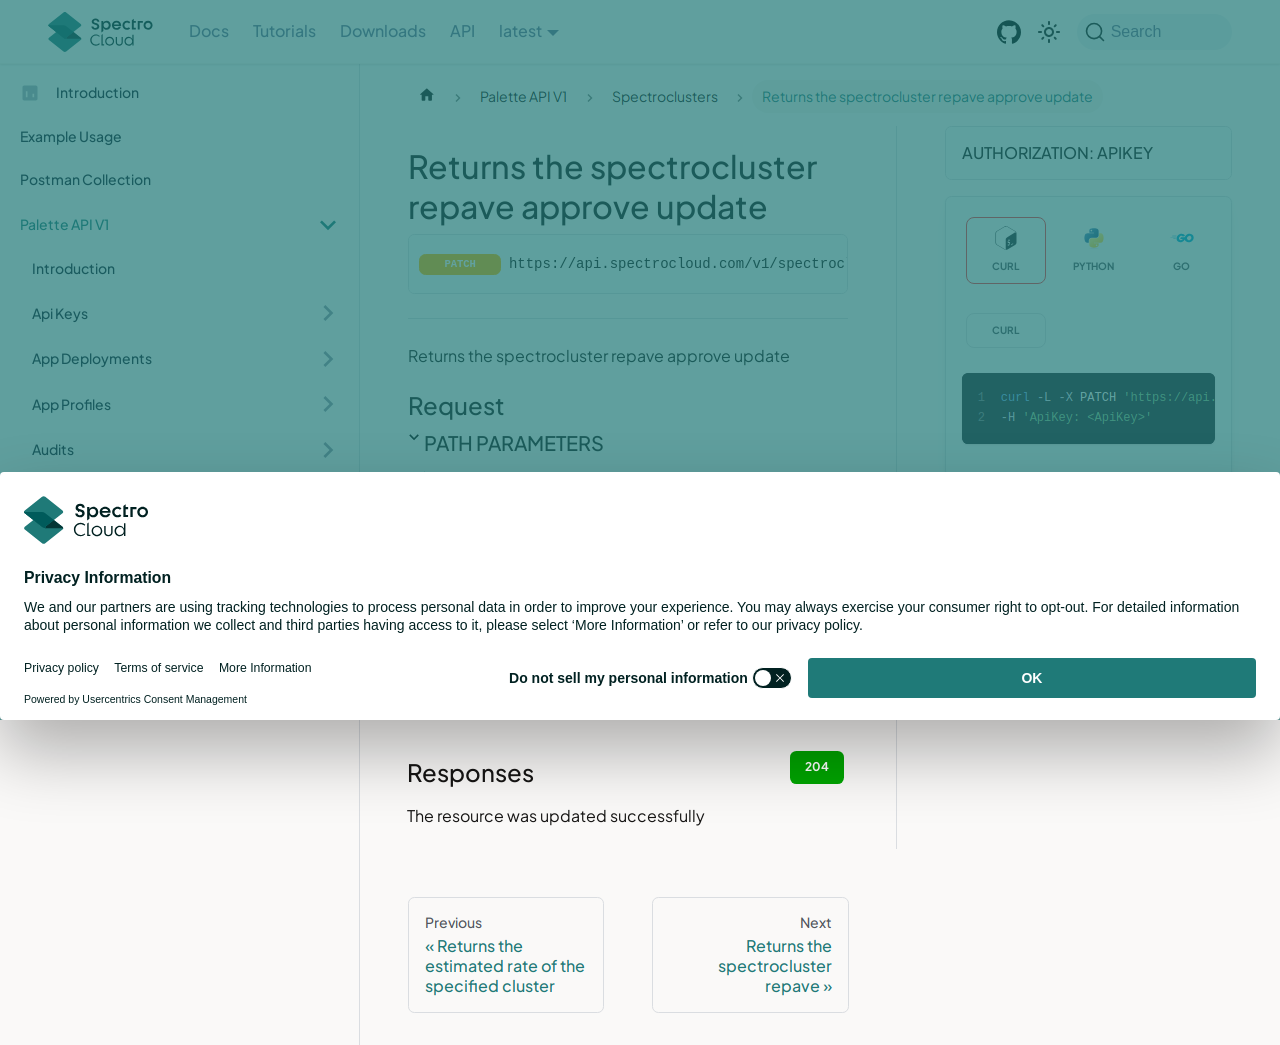 Spectro
Cloud
Docs
Tutorials
Downloads
API
latest
Search
Introduction
Example Usage
Postman Collection
Palette API V1
Introduction
Api Keys
App Deployments
App Profiles
Audits
Palette API V1
Spectroclusters
Returns the spectrocluster repave approve update
Returns the spectrocluster
repave approve update
PATCH
https://api.spectrocloud.com/v1/spectroc
Returns the spectrocluster repave approve update
Request
PATH PARAMETERS
AUTHORIZATION: APIKEY
CURL
PYTHON
GO
CURL
1 curl -L -X PATCH 'https://api.
2 -H 'ApiKey: <ApiKey>'
Spectro
Cloud
Privacy Information
We and our partners are using tracking technologies to process personal data in order to improve your experience. You may always exercise your consumer right to opt-out. For detailed information
about personal information we collect and third parties having access to it, please select ‘More Information’ or refer to our privacy policy.
Privacy policy
Terms of service
More Information
Powered by Usercentrics Consent Management
Do not sell my personal information
OK
Responses
204
The resource was updated successfully
Previous
« Returns the
estimated rate of the
specified cluster
Next
Returns the
spectrocluster
repave »